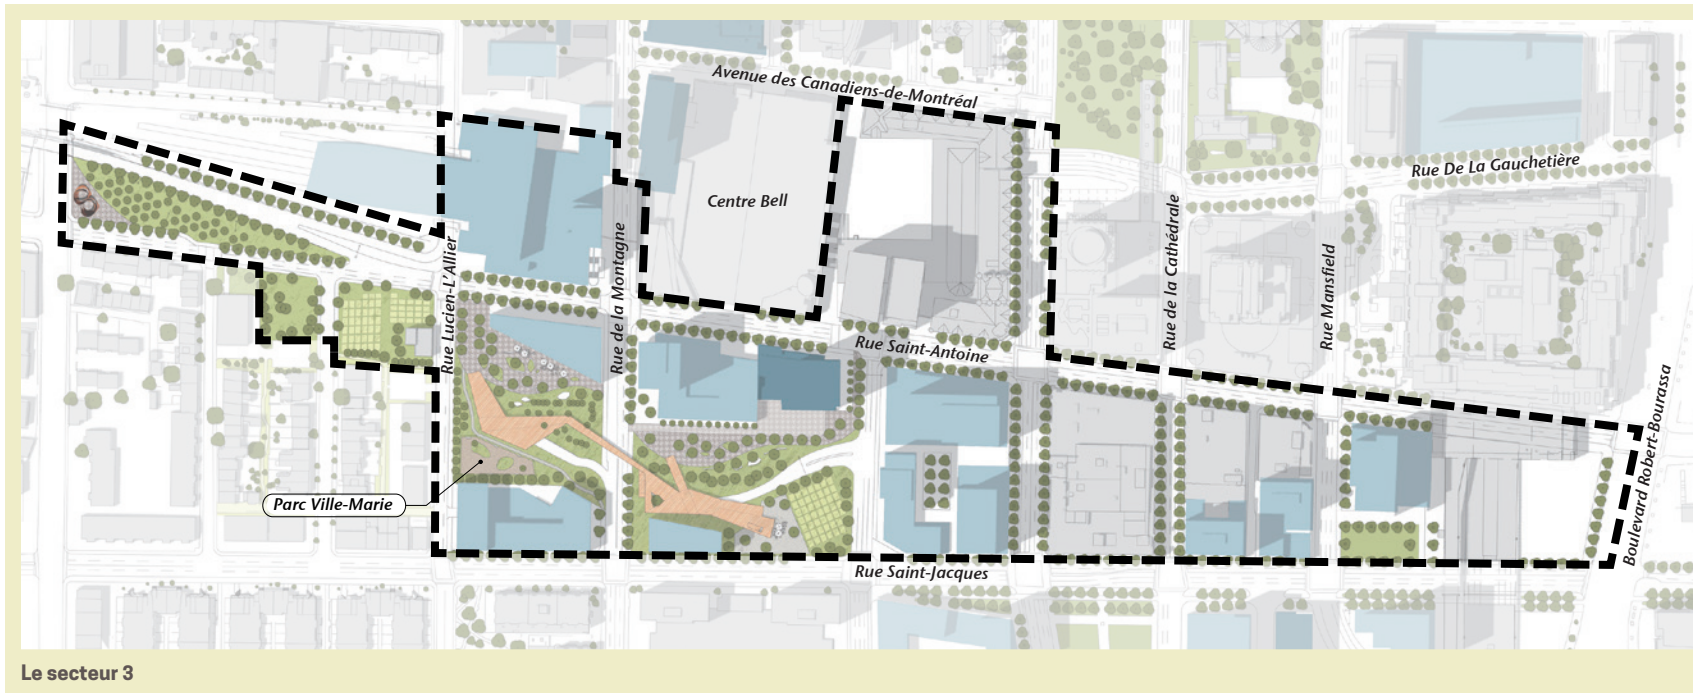 Avenue des Canadiens-de-Montréal
Rue De La Gauchetière
Centre Bell
Rue de la Cathédrale
Rue Lucien-L'Allier
Rue de la Montagne
Rue Mansfield
Rue Saint-Antoine
Boulevard Robert-Bourassa
Parc Ville-Marie
Rue Saint-Jacques
Le secteur 3